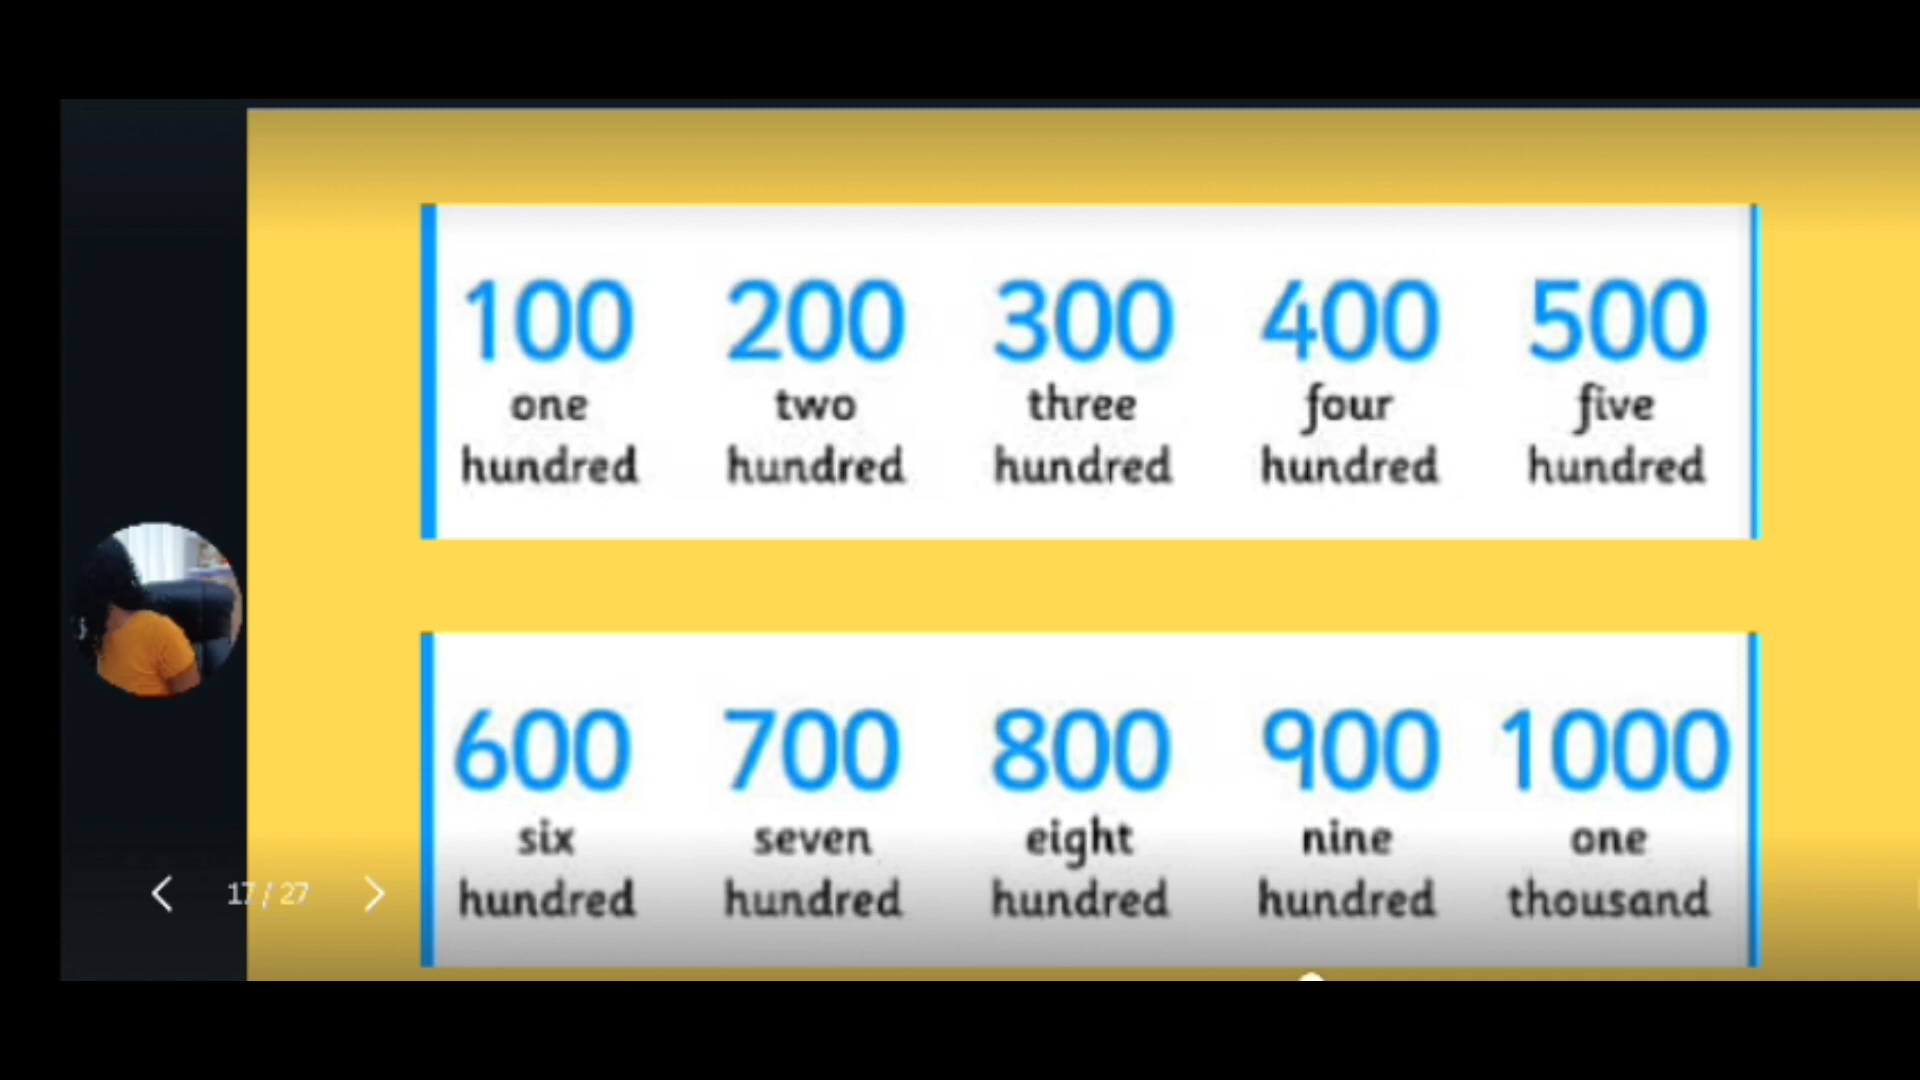 100 200 300 400 500
one two three four five
hundred hundred hundred hundred hundred
600 700 800 900 1000
six seven eight nine one
hundred hundred hundred hundred thousand
17 / 27